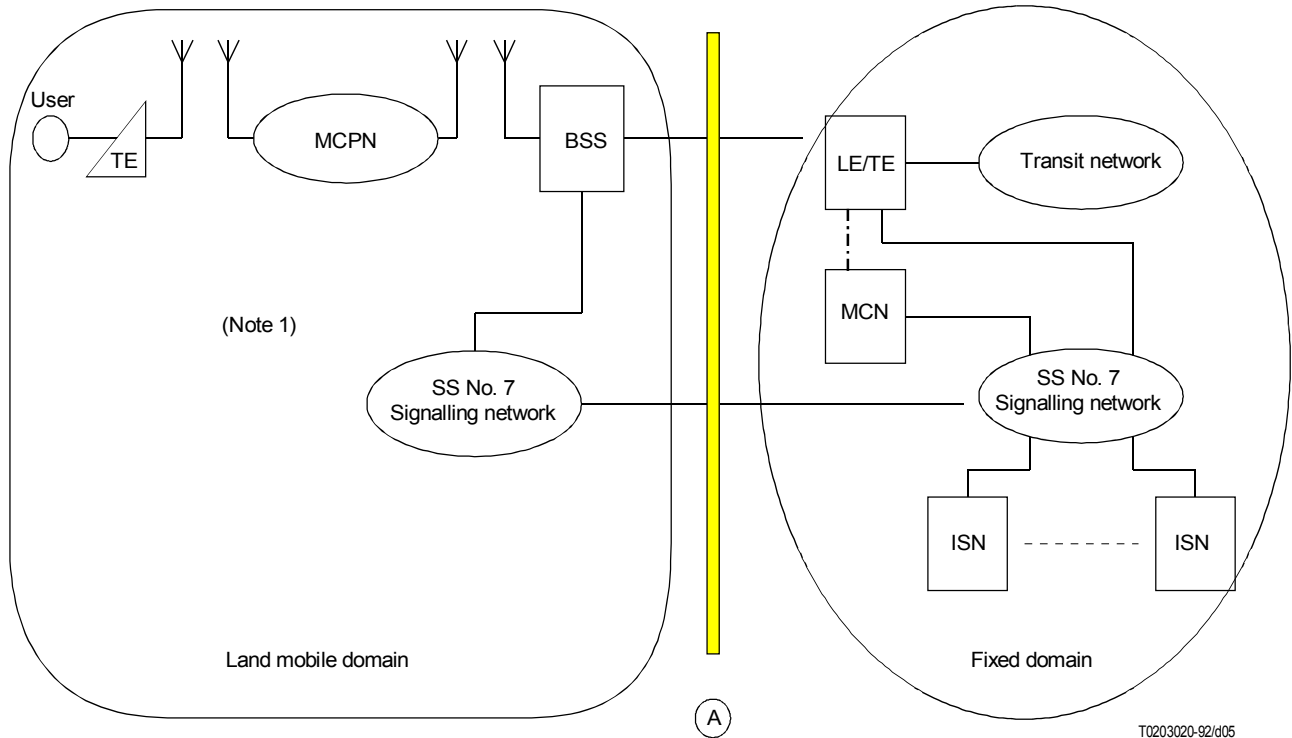 User
TE
MCPN
BSS
LE/TE
Transit network
MCN
(Note 1)
SS No. 7
Signalling network
SS No. 7
Signalling network
ISN
ISN
Land mobile domain
Fixed domain
A
T0203020-92/d05